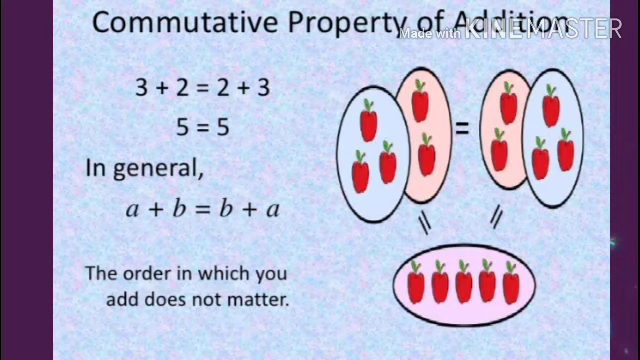 Commutative Property of Addition
Made with KINEMASTER
3 + 2 = 2 + 3
5 = 5
In general,
a + b = b + a
The order in which you
add does not matter.
=
=
=